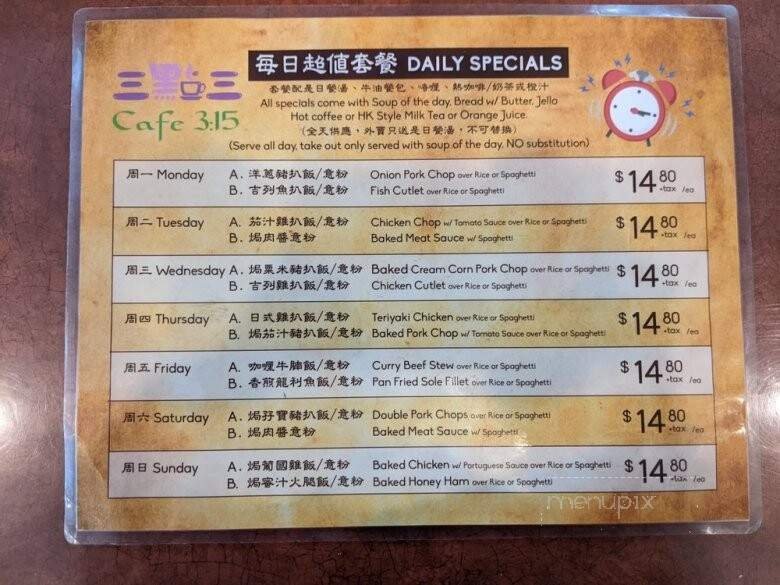 三點三
Cafe 3:15
每日超值套餐 DAILY SPECIALS
套餐配是日餐湯、牛油餐包、啫喱、熱咖啡/奶茶或橙汁
All specials come with Soup of the day, Bread w/ Butter, Jello
Hot coffee or HK Style Milk Tea or Orange Juice.
(全天供應，外賣只送是日餐湯，不可替換)
(Serve all day, take out only served with soup of the day. NO substitution)
周一 Monday A. 洋蔥豬扒飯/意粉 Onion Pork Chop over Rice or Spaghetti $14.80
B. 吉列魚扒飯/意粉 Fish Cutlet over Rice or Spaghetti +tax /ea
周二 Tuesday A. 茄汁雞扒飯/意粉 Chicken Chop w/ Tomato Sauce over Rice or Spaghetti $14.80
B. 焗肉醬意粉 Baked Meat Sauce w/ Spaghetti +tax /ea
周三 Wednesday A. 焗粟米豬扒飯/意粉 Baked Cream Corn Pork Chop over Rice or Spaghetti $14.80
B. 吉列雞扒飯/意粉 Chicken Cutlet over Rice or Spaghetti +tax /ea
周四 Thursday A. 日式雞扒飯/意粉 Teriyaki Chicken over Rice or Spaghetti $14.80
B. 焗茄汁豬扒飯/意粉 Baked Pork Chop w/ Tomato Sauce over Rice or Spaghetti +tax /ea
周五 Friday A. 咖喱牛腩飯/意粉 Curry Beef Stew over Rice or Spaghetti $14.80
B. 香煎龍利魚飯/意粉 Pan Fried Sole Fillet over Rice or Spaghetti +tax /ea
周六 Saturday A. 焗孖寶豬扒飯/意粉 Double Pork Chops over Rice or Spaghetti $14.80
B. 焗肉醬意粉 Baked Meat Sauce w/ Spaghetti +tax /ea
周日 Sunday A. 焗葡國雞飯/意粉 Baked Chicken w/ Portuguese Sauce over Rice or Spaghetti $14.80
B. 焗蜜汁火腿飯/意粉 Baked Honey Ham over Rice or Spaghetti +tax /ea
menupix